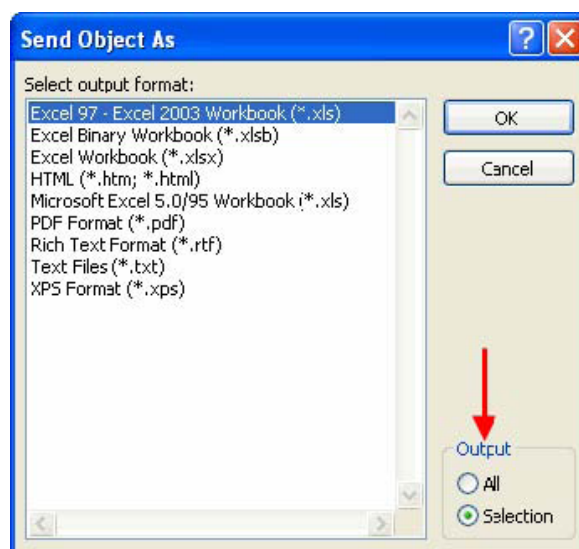 Send Object As
Select output format:
Excel 97 - Excel 2003 Workbook (*.xls)
Excel Binary Workbook (*.xlsb)
Excel Workbook (*.xlsx)
HTML (*.htm; *.html)
Microsoft Excel 5.0/95 Workbook (*.xls)
PDF Format (*.pdf)
Rich Text Format (*.rtf)
Text Files (*.txt)
XPS Format (*.xps)
OK
Cancel
Output
All
Selection